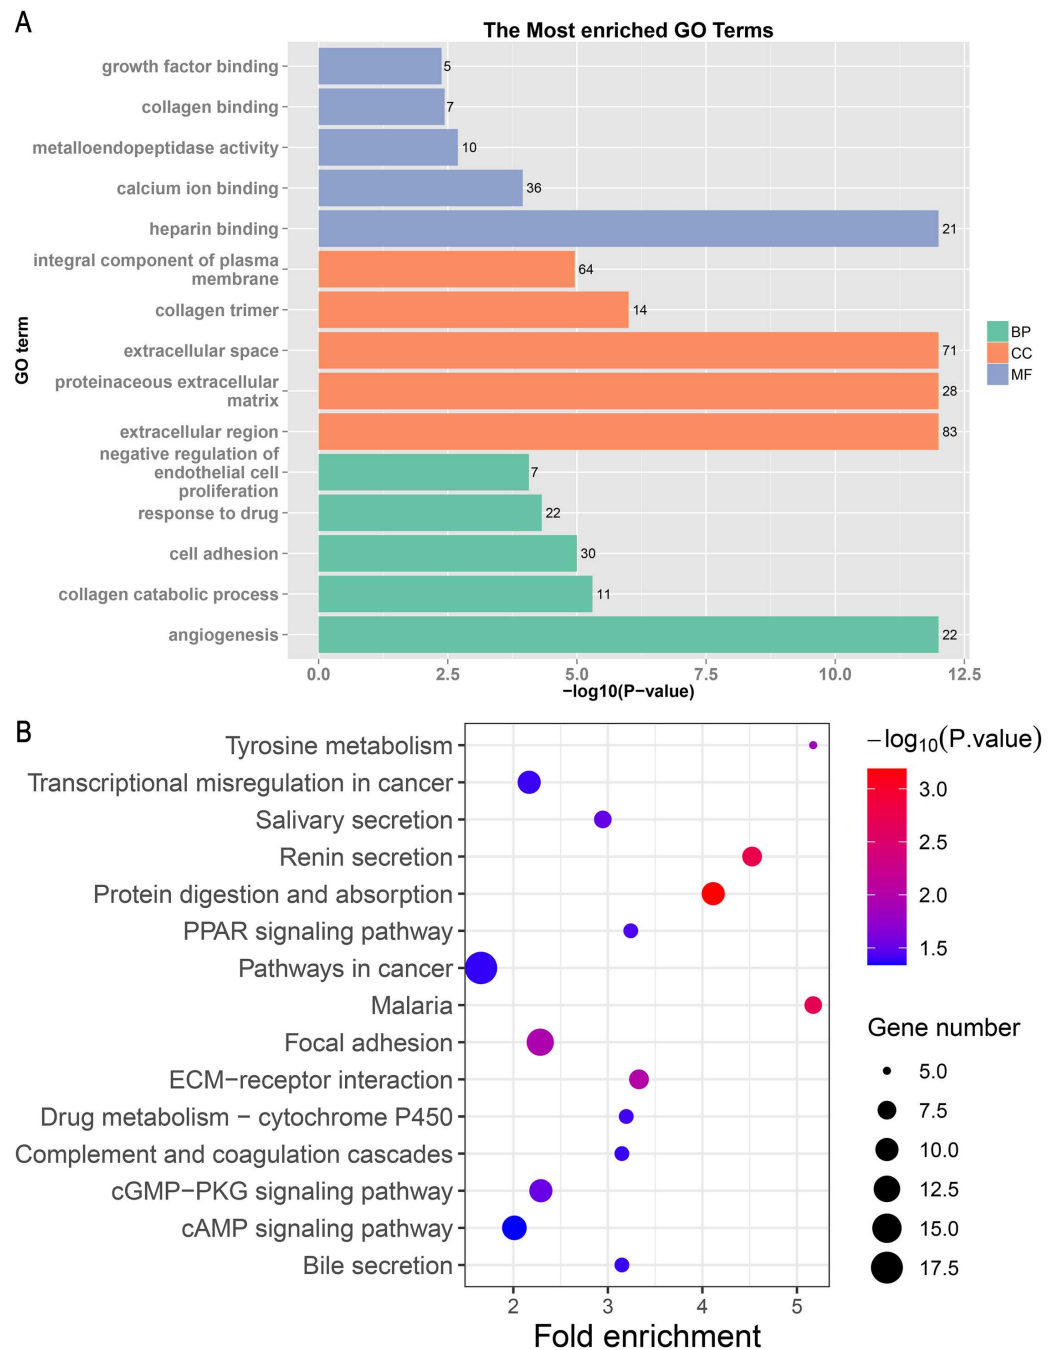 A
The Most enriched GO Terms
growth factor binding
5
collagen binding
7
metalloendopeptidase activity
10
calcium ion binding
36
heparin binding
21
integral component of plasma
membrane
64
collagen trimer
14
extracellular space
71
proteinaceous extracellular
matrix
28
extracellular region
83
negative regulation of
endothelial cell
proliferation
7
response to drug
22
cell adhesion
30
collagen catabolic process
11
angiogenesis
22
GO term
0.0 2.5 5.0 7.5 10.0 12.5
−log10(P−value)
BP
CC
MF
B
Tyrosine metabolism
Transcriptional misregulation in cancer
Salivary secretion
Renin secretion
Protein digestion and absorption
PPAR signaling pathway
Pathways in cancer
Malaria
Focal adhesion
ECM−receptor interaction
Drug metabolism − cytochrome P450
Complement and coagulation cascades
cGMP−PKG signaling pathway
cAMP signaling pathway
Bile secretion
2 3 4 5
Fold enrichment
−log10(P.value)
3.0
2.5
2.0
1.5
Gene number
5.0
7.5
10.0
12.5
15.0
17.5